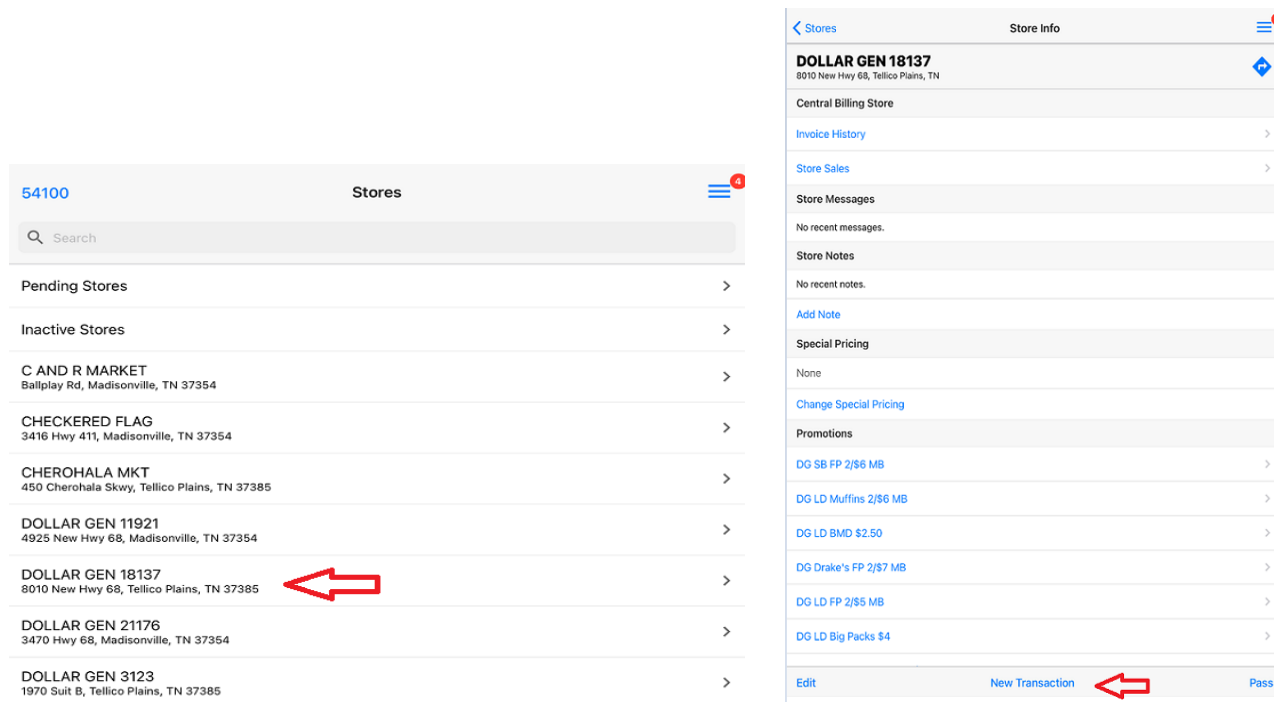 54100
Stores
4
Search
Pending Stores
Inactive Stores
C AND R MARKET
Ballplay Rd, Madisonville, TN 37354
CHECKERED FLAG
3416 Hwy 411, Madisonville, TN 37354
CHEROHALA MKT
450 Cherohala Skwy, Tellico Plains, TN 37385
DOLLAR GEN 11921
4925 New Hwy 68, Madisonville, TN 37354
DOLLAR GEN 18137
8010 New Hwy 68, Tellico Plains, TN 37385
DOLLAR GEN 21176
3470 Hwy 68, Madisonville, TN 37354
DOLLAR GEN 3123
1970 Suit B, Tellico Plains, TN 37385
Stores
Store Info
DOLLAR GEN 18137
8010 New Hwy 68, Tellico Plains, TN
Central Billing Store
Invoice History
Store Sales
Store Messages
No recent messages.
Store Notes
No recent notes.
Add Note
Special Pricing
None
Change Special Pricing
Promotions
DG SB FP 2/$6 MB
DG LD Muffins 2/$6 MB
DG LD BMD $2.50
DG Drake's FP 2/$7 MB
DG LD FP 2/$5 MB
DG LD Big Packs $4
Edit
New Transaction
Pass